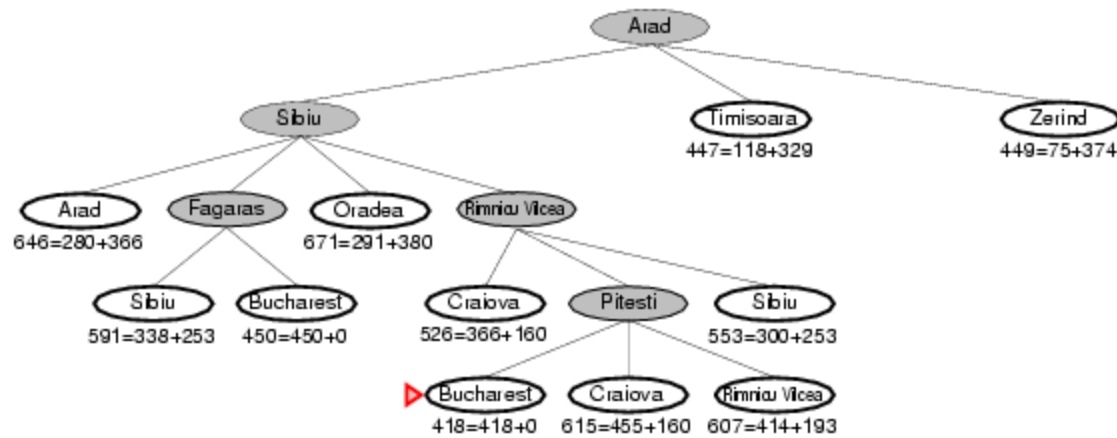 Arad
Sibiu
Timisoara
Zerind
447=118+329
449=75+374
Arad
Fagaras
Oradea
Rimnicu Vilcea
646=280+366
671=291+380
Sibiu
Bucharest
Craiova
Pitesti
Sibiu
591=338+253
450=450+0
526=366+160
553=300+253
Bucharest
Craiova
Rimnicu Vilcea
418=418+0
615=455+160
607=414+193